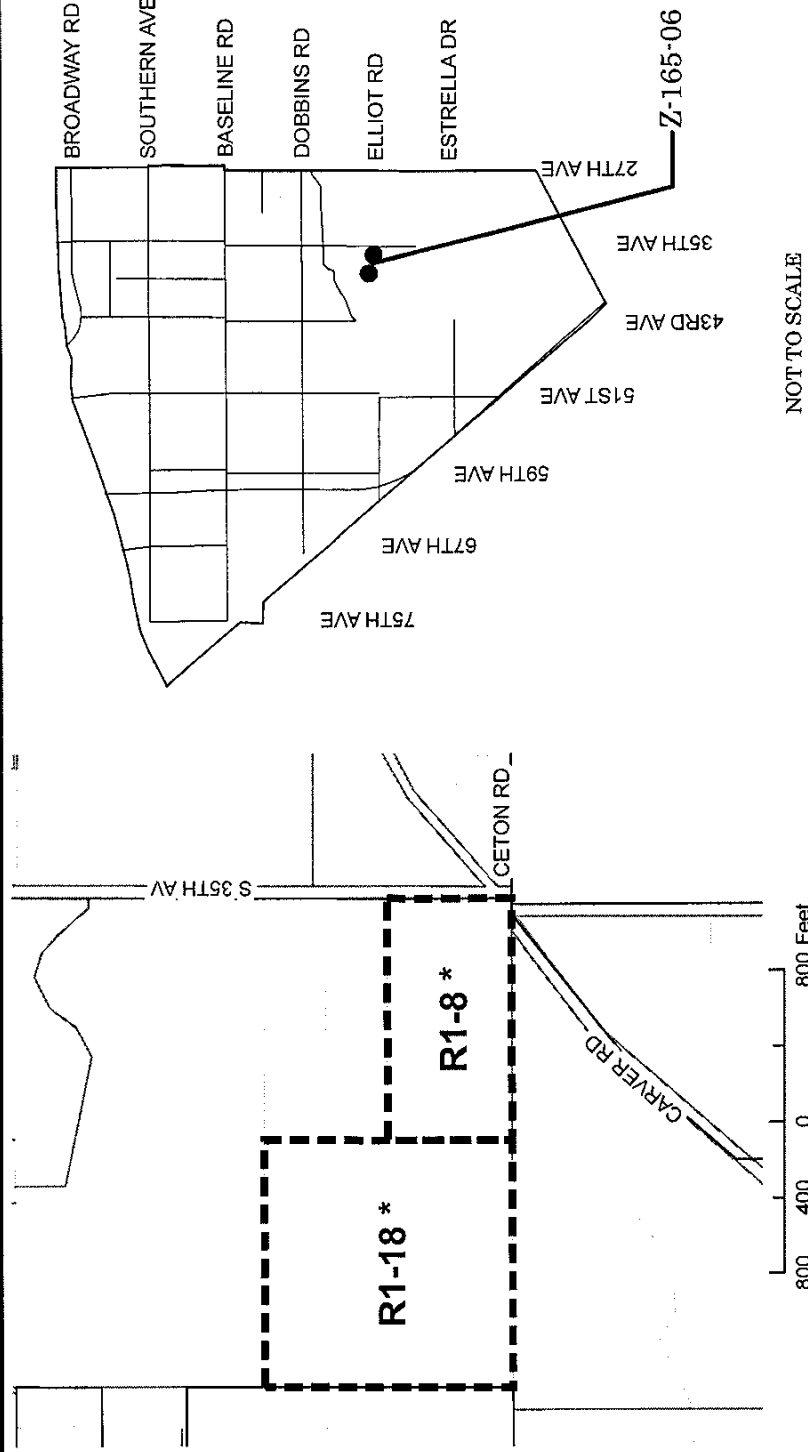 BROADWAY RD
SOUTHERN AVE
BASELINE RD
DOBBINS RD
ELLIOT RD
ESTRELLA DR
27TH AVE
35TH AVE
43RD AVE
51ST AVE
59TH AVE
67TH AVE
75TH AVE
Z-165-06
NOT TO SCALE
S 35TH AV
CETON RD
R1-8 *
R1-18 *
CARVER RD
800 400 0 800 Feet